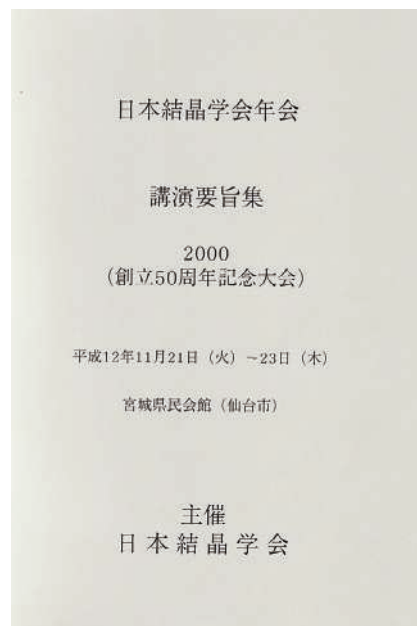 日本結晶学会年会
講演要旨集
2000
（創立50周年記念大会）
平成12年11月21日（火）~23日（木）
宮城県民会館（仙台市）
主催
日本結晶学会